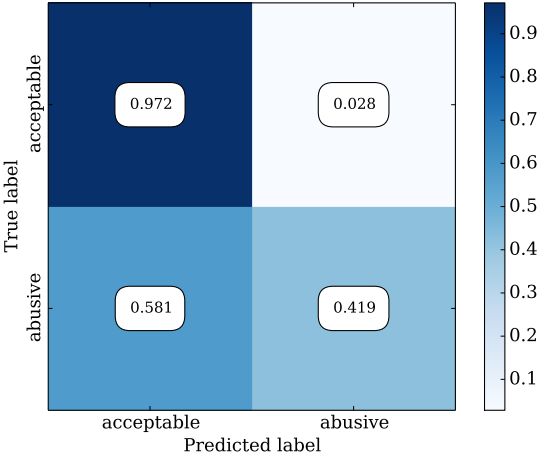 True label
acceptable
abusive
0.972
0.028
0.581
0.419
acceptable
abusive
Predicted label
0.9
0.8
0.7
0.6
0.5
0.4
0.3
0.2
0.1